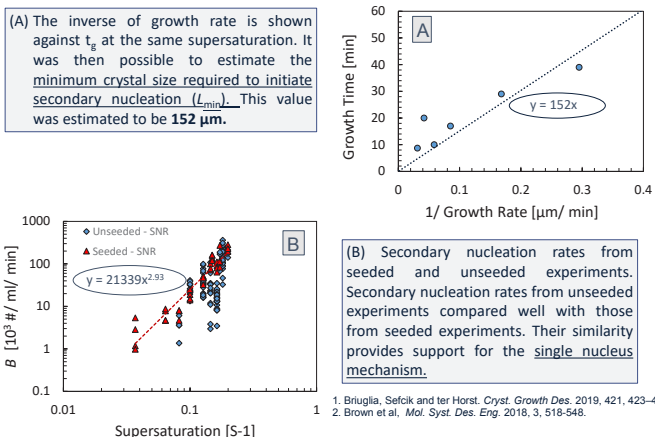 (A) The inverse of growth rate is shown
against tg at the same supersaturation. It
was then possible to estimate the
minimum crystal size required to initiate
secondary nucleation (Lmin). This value
was estimated to be 152 µm.
A
60
50
40
30
20
10
0
Growth Time [min]
y = 152x
0 0.1 0.2 0.3 0.4
1/ Growth Rate [µm/ min]
B
1000
100
10
1
0.1
B [10³ #/ ml/ min]
Unseeded - SNR
Seeded - SNR
y = 21339x^2.93
0.01 0.1 1
Supersaturation [S-1]
(B) Secondary nucleation rates from
seeded and unseeded experiments.
Secondary nucleation rates from unseeded
experiments compared well with those
from seeded experiments. Their similarity
provides support for the single nucleus
mechanism.
1. Briuglia, Sefcik and ter Horst. Cryst. Growth Des. 2019, 421, 423–4
2. Brown et al, Mol. Syst. Des. Eng. 2018, 3, 518-548.